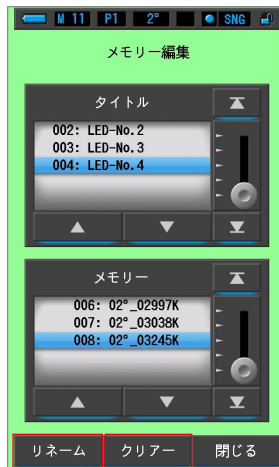 M 11 P1 2° SNG
メモリー編集
タイトル
002: LED-No.2
003: LED-No.3
004: LED-No.4
メモリー
006: 02°_02997K
007: 02°_03038K
008: 02°_03245K
リネーム クリアー 閉じる